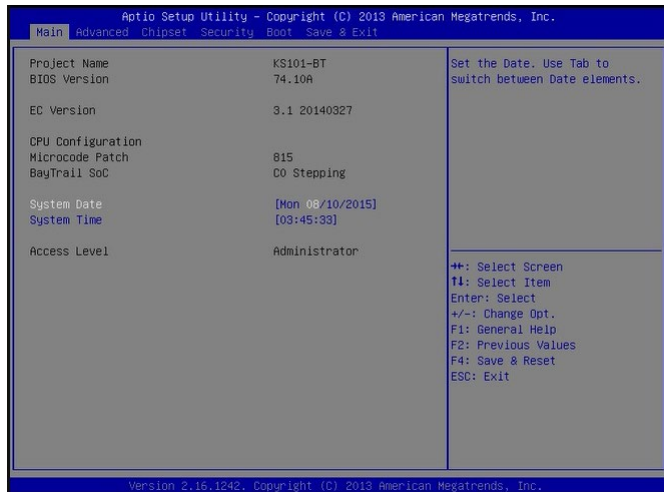 Aptio Setup Utility – Copyright (C) 2013 American Megatrends, Inc.
Main Advanced Chipset Security Boot Save & Exit
Project Name KS101-BT
BIOS Version 74.10A
EC Version 3.1 20140327
CPU Configuration
Microcode Patch 815
BayTrail SoC C0 Stepping
System Date [Mon 08/10/2015]
System Time [03:45:33]
Access Level Administrator
Set the Date. Use Tab to
switch between Date elements.
→←: Select Screen
↑↓: Select Item
Enter: Select
+/-: Change Opt.
F1: General Help
F2: Previous Values
F4: Save & Reset
ESC: Exit
Version 2.16.1242. Copyright (C) 2013 American Megatrends, Inc.